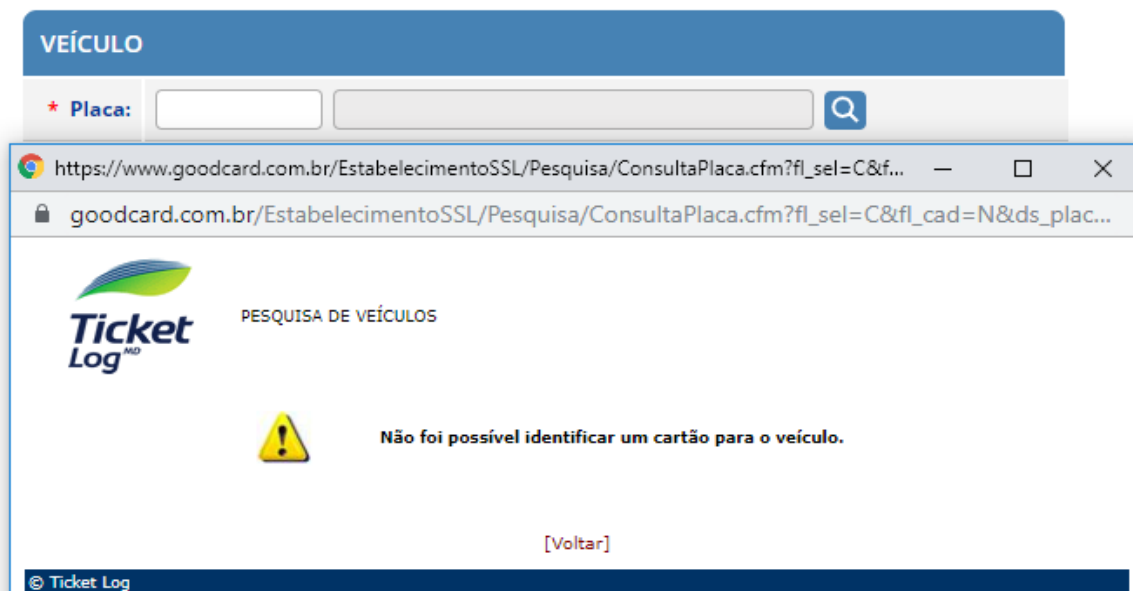 VEÍCULO
* Placa:
https://www.goodcard.com.br/EstabelecimentoSSL/Pesquisa/ConsultaPlaca.cfm?fl_sel=C&f...
goodcard.com.br/EstabelecimentoSSL/Pesquisa/ConsultaPlaca.cfm?fl_sel=C&fl_cad=N&ds_plac...
Ticket
Log MD
PESQUISA DE VEÍCULOS
Não foi possível identificar um cartão para o veículo.
[Voltar]
© Ticket Log